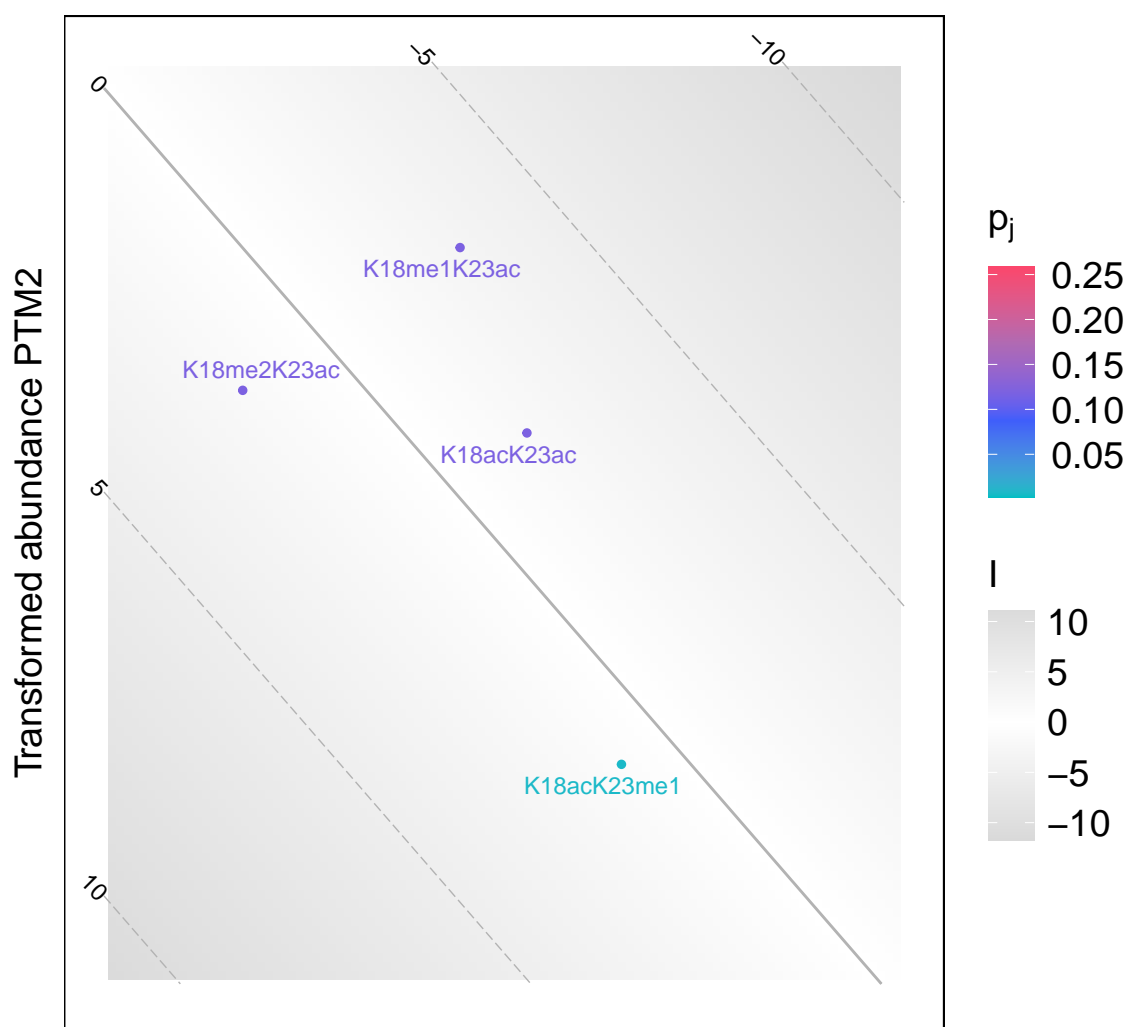 0
−5
−10
K18me1K23ac
K18me2K23ac
K18acK23ac
5
K18acK23me1
10
Transformed abundance PTM2
pj
0.25
0.20
0.15
0.10
0.05
I
10
5
0
−5
−10